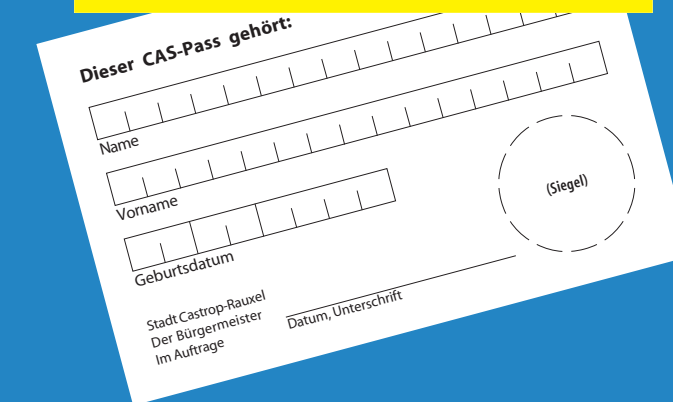 Dieser CAS-Pass gehört:
Name
Vorname
Geburtsdatum
(Siegel)
Stadt Castrop-Rauxel
Der Bürgermeister
Im Auftrage
Datum, Unterschrift